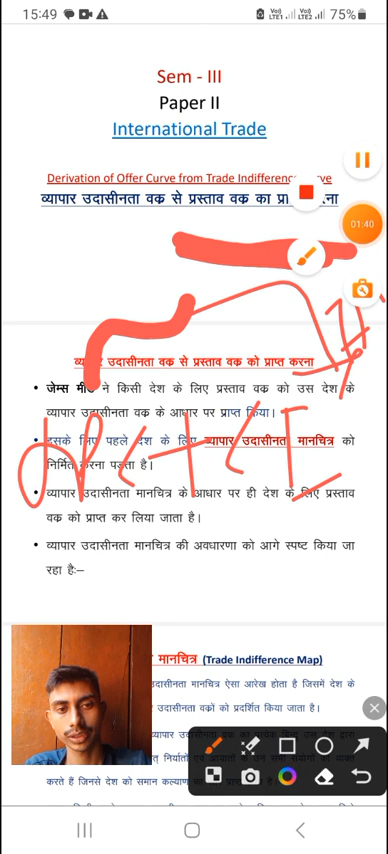 15:49
75%
Sem - III
Paper II
International Trade
Derivation of Offer Curve from Trade Indifference
व्यापार उदासीनता वक्र से प्रस्ताव वक्र का
01:40
उदासीनता वक्र से प्रस्ताव वक्र को प्राप्त करना
जेम्स ने किसी देश के लिए प्रस्ताव वक्र को उस देश के
व्यापार उदासीनता वक्र के आधार पर प्राप्त किया।
इसके लिए पहले देश के लिए व्यापार उदासीनता मानचित्र को
निर्मित करना पड़ता है।
व्यापार उदासीनता मानचित्र के आधार पर ही देश के लिए प्रस्ताव
वक्र को प्राप्त कर लिया जाता है।
व्यापार उदासीनता मानचित्र की अवधारणा को आगे स्पष्ट किया जा
रहा है:–
मानचित्र (Trade Indifference Map)
मानचित्र ऐसा आरेख होता है जिसमें देश के
उदासीनता वक्रों को प्रदर्शित किया जाता है।
करते हैं जिनसे देश को समान कल्याण